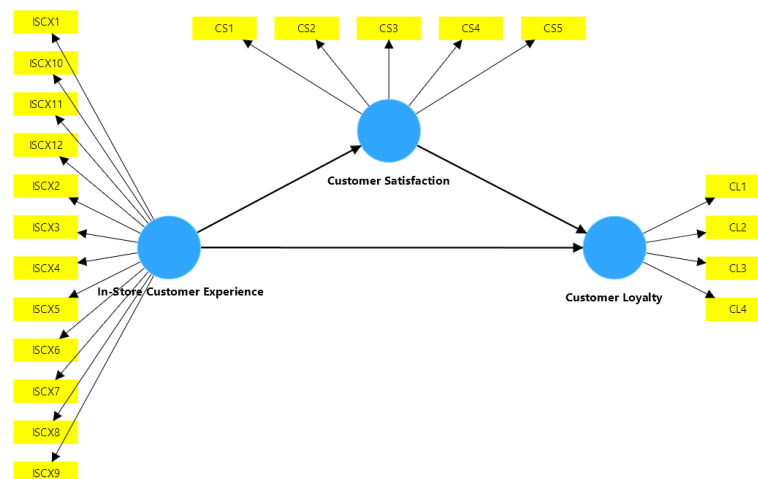 ISCX1
ISCX10
ISCX11
ISCX12
ISCX2
ISCX3
ISCX4
ISCX5
ISCX6
ISCX7
ISCX8
ISCX9
In-Store Customer Experience
CS1
CS2
CS3
CS4
CS5
Customer Satisfaction
Customer Loyalty
CL1
CL2
CL3
CL4